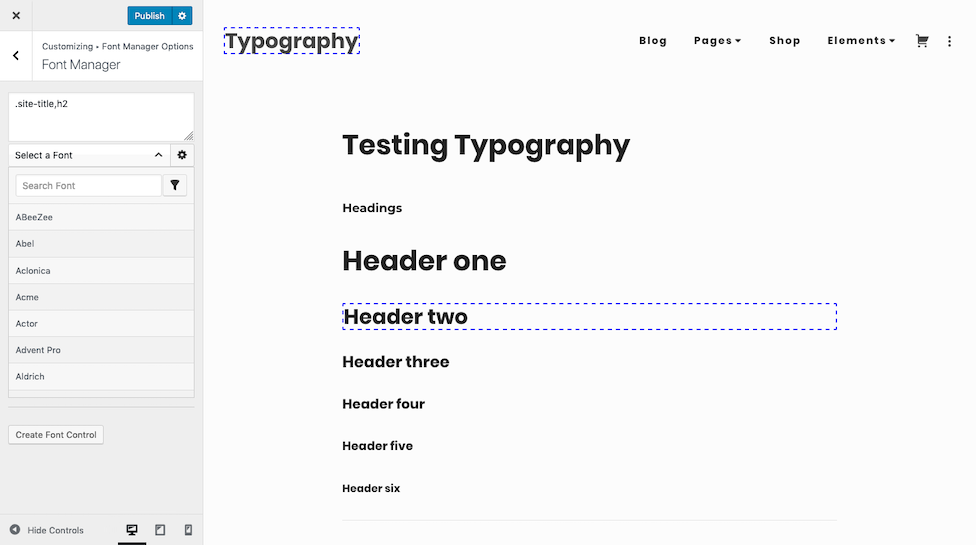 Publish
Customizing • Font Manager Options
Font Manager
.site-title,h2
Select a Font
Search Font
ABeeZee
Abel
Aclonica
Acme
Actor
Advent Pro
Aldrich
Create Font Control
Hide Controls
Typography
Blog Pages Shop Elements
Testing Typography
Headings
Header one
Header two
Header three
Header four
Header five
Header six